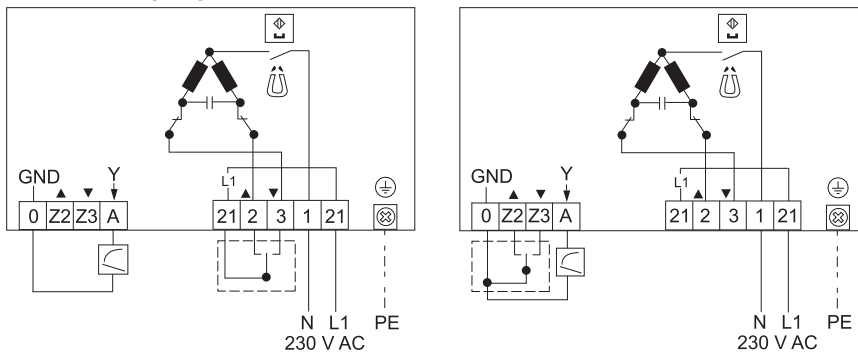 GND Y
▲ ▼
0 Z2 Z3 A
L1 ▲ ▼
21 2 3 1 21
N L1 PE
230 V AC
GND Y
▲ ▼
0 Z2 Z3 A
L1 ▲ ▼
21 2 3 1 21
N L1 PE
230 V AC